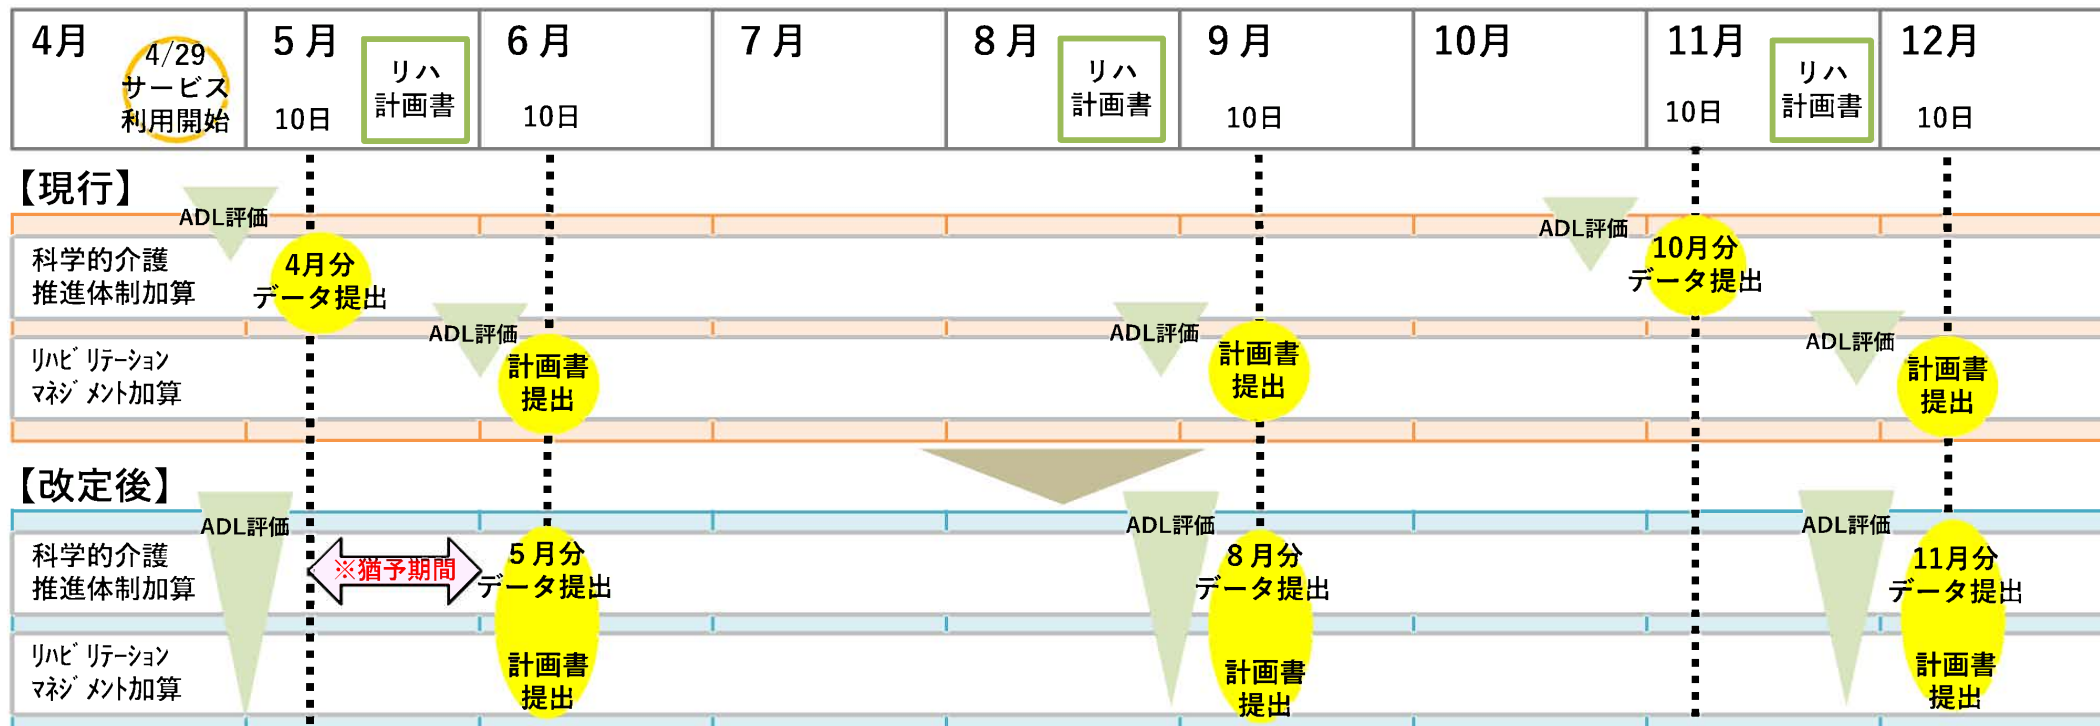 4月
4/29
サービス
利用開始
5月
10日
リハ
計画書
6月
10日
7月
8月
リハ
計画書
9月
10日
10月
11月
10日
リハ
計画書
12月
10日
【現行】
ADL評価
ADL評価
科学的介護
推進体制加算
4月分
データ提出
10月分
データ提出
ADL評価
ADL評価
ADL評価
リハビリテーション
マネジメント加算
計画書
提出
計画書
提出
計画書
提出
【改定後】
ADL評価
ADL評価
ADL評価
科学的介護
推進体制加算
※猶予期間
5月分
データ提出
8月分
データ提出
11月分
データ提出
リハビリテーション
マネジメント加算
計画書
提出
計画書
提出
計画書
提出